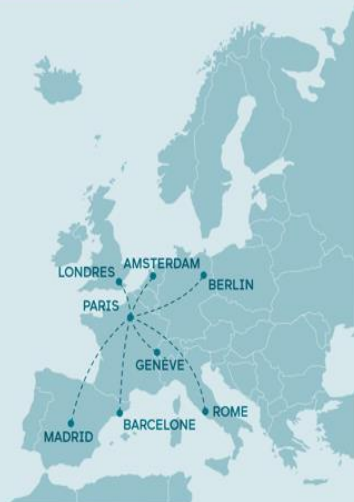 LONDRES
AMSTERDAM
BERLIN
PARIS
GENÈVE
ROME
BARCELONE
MADRID